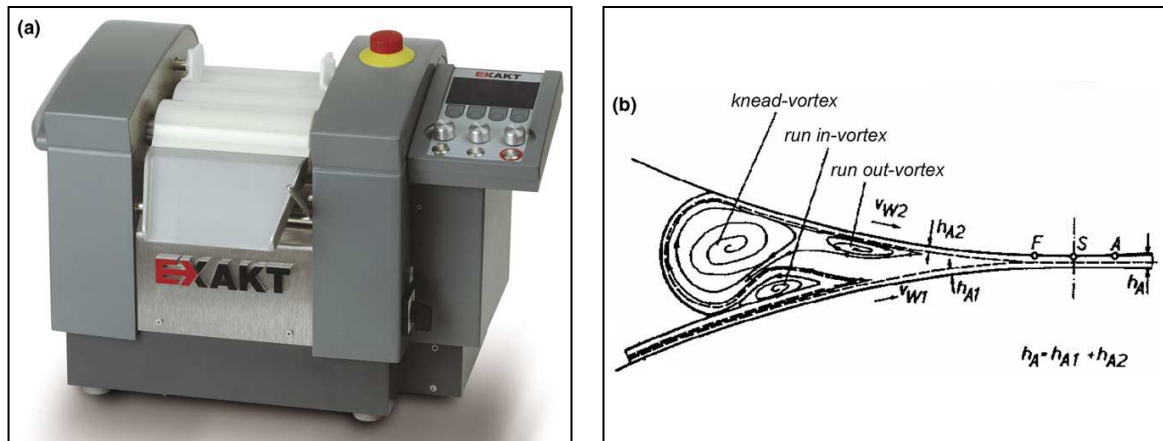 (a)
EXAKT
EXAKT
(b)
knead-vortex
run in-vortex
run out-vortex
vW2
hA2
F S A
hA
vW1
hA1
hA = hA1 + hA2